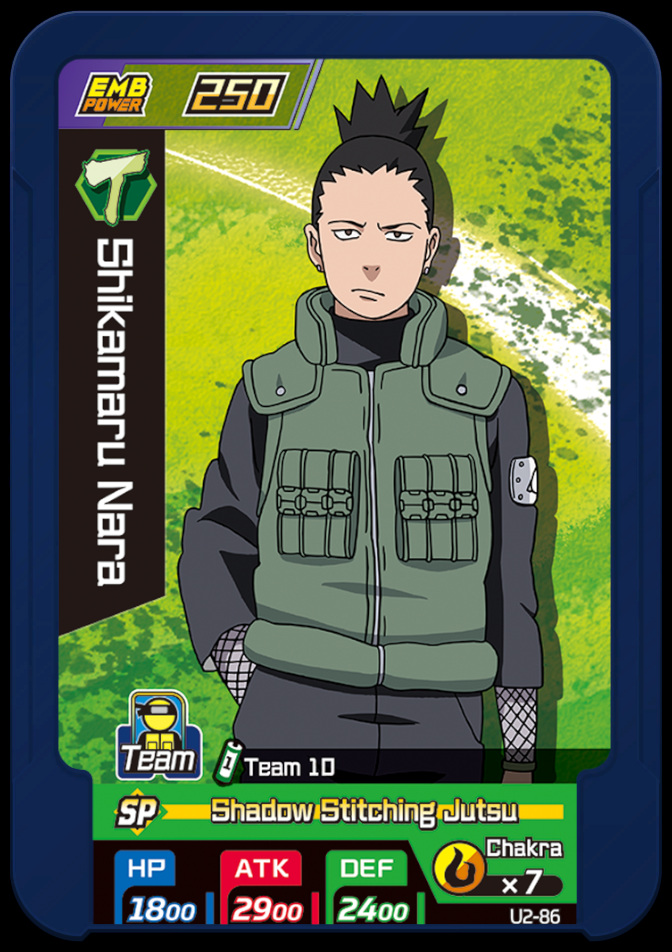 EMB
POWER
250
T
Shikamaru Nara
Team
1 Team 10
SP Shadow Stitching Jutsu
HP
1800
ATK
2900
DEF
2400
Chakra
×7
U2-86